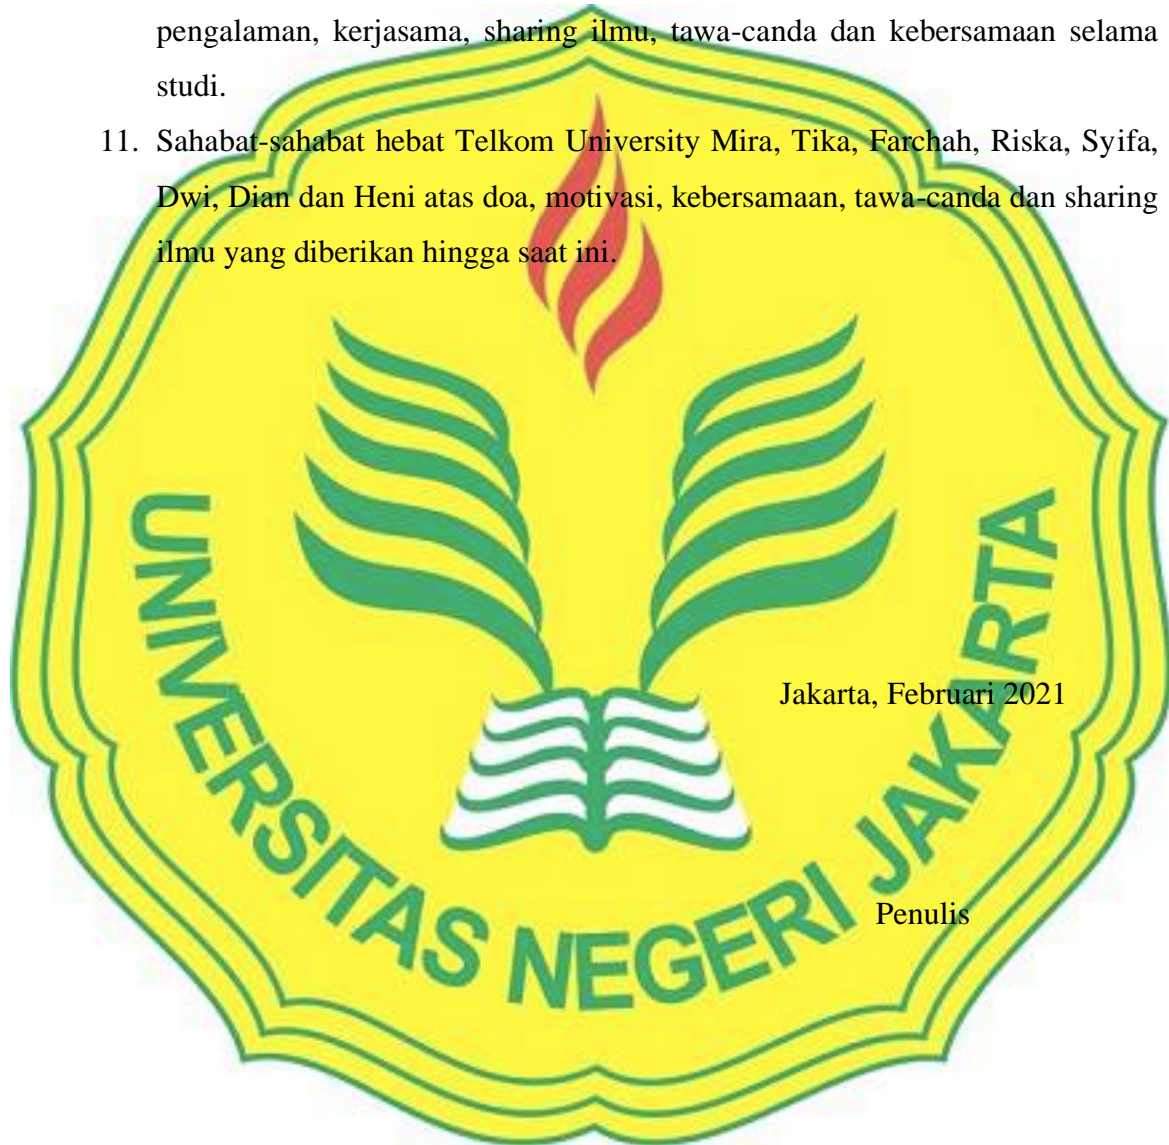 pengalaman, kerjasama, sharing ilmu, tawa-canda dan kebersamaan selama
studi.
11. Sahabat-sahabat hebat Telkom University Mira, Tika, Farchah, Riska, Syifa,
Dwi, Dian dan Heni atas doa, motivasi, kebersamaan, tawa-canda dan sharing
ilmu yang diberikan hingga saat ini.
Jakarta, Februari 2021
Penulis
UNIVERSITAS NEGERI JAKARTA